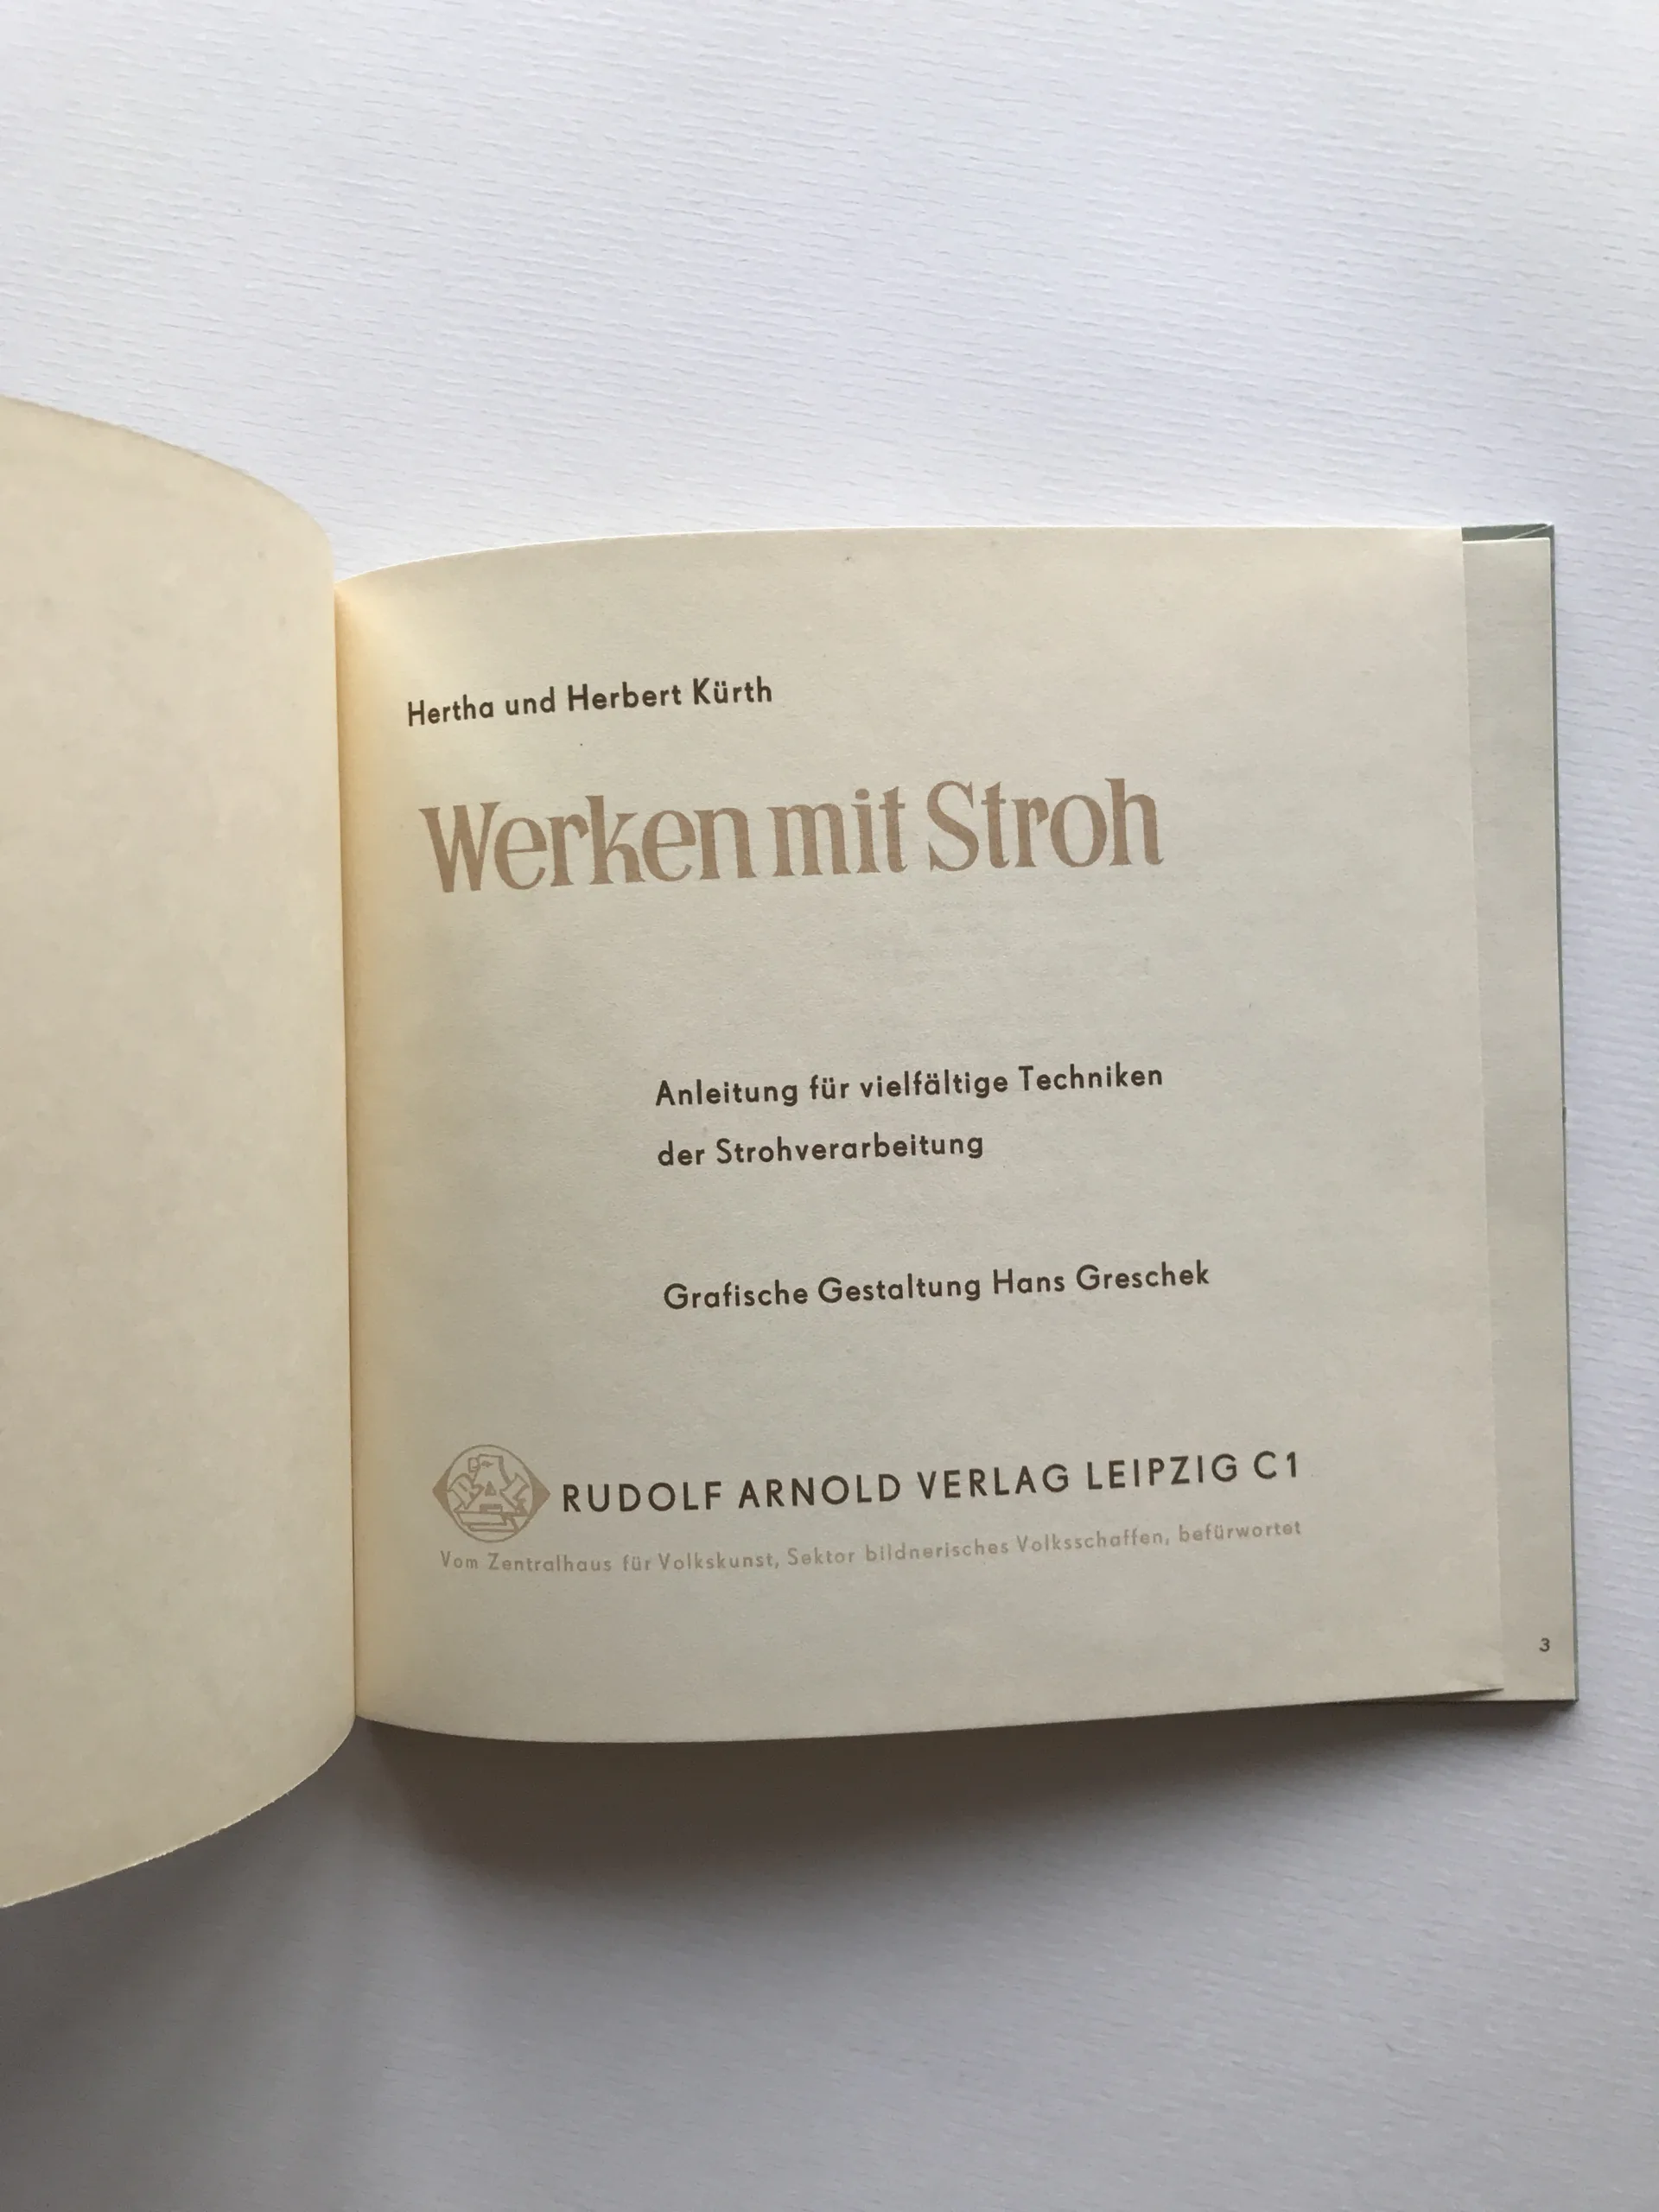 Hertha und Herbert Kürth
Werken mit Stroh
Anleitung für vielfältige Techniken
der Strohverarbeitung
Grafische Gestaltung Hans Greschek
RUDOLF ARNOLD VERLAG LEIPZIG C1
Vom Zentralhaus für Volkskunst, Sektor bildnerisches Volksschaffen, befürwortet
3